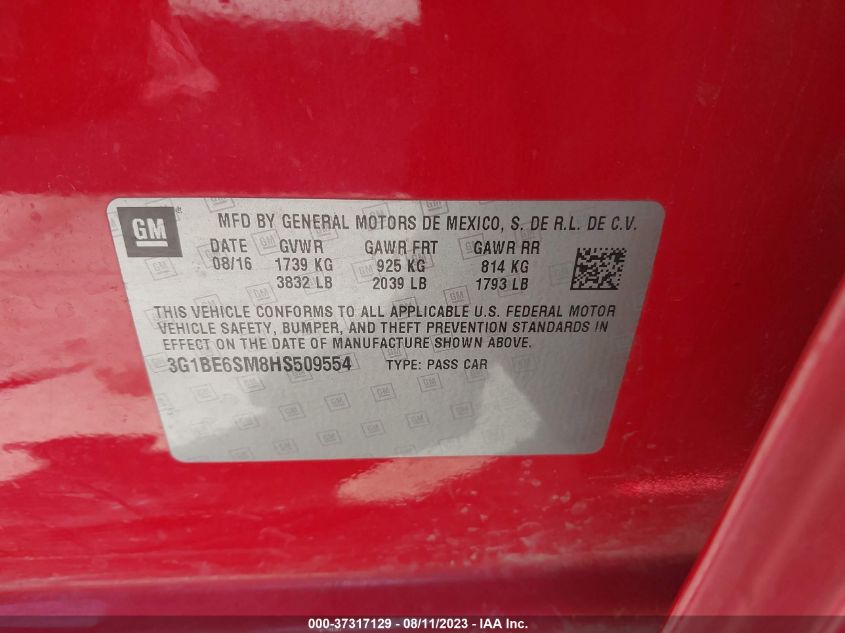 GM
MFD BY GENERAL MOTORS DE MEXICO, S. DE R.L. DE C.V.
DATE GVWR GAWR FRT GAWR RR
08/16 1739 KG 925 KG 814 KG
3832 LB 2039 LB 1793 LB
THIS VEHICLE CONFORMS TO ALL APPLICABLE U.S. FEDERAL MOTOR
VEHICLE SAFETY, BUMPER, AND THEFT PREVENTION STANDARDS IN
EFFECT ON THE DATE OF MANUFACTURE SHOWN ABOVE.
3G1BE6SM8HS509554 TYPE: PASS CAR
000-37317129 - 08/11/2023 - IAA Inc.